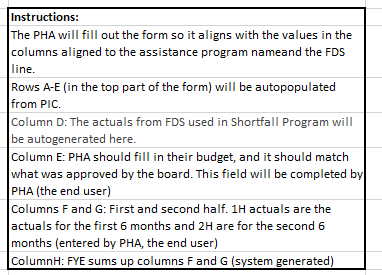 Instructions:
The PHA will fill out the form so it aligns with the values in the
columns aligned to the assistance program nameand the FDS
line.
Rows A-E (in the top part of the form) will be autopopulated
from PIC.
Column D: The actuals from FDS used in Shortfall Program will
be autogenerated here.
Column E: PHA should fill in their budget, and it should match
what was approved by the board. This field will be completed by
PHA (the end user)
Columns F and G: First and second half. 1H actuals are the
actuals for the first 6 months and 2H are for the second 6
months (entered by PHA, the end user)
ColumnH: FYE sums up columns F and G (system generated)